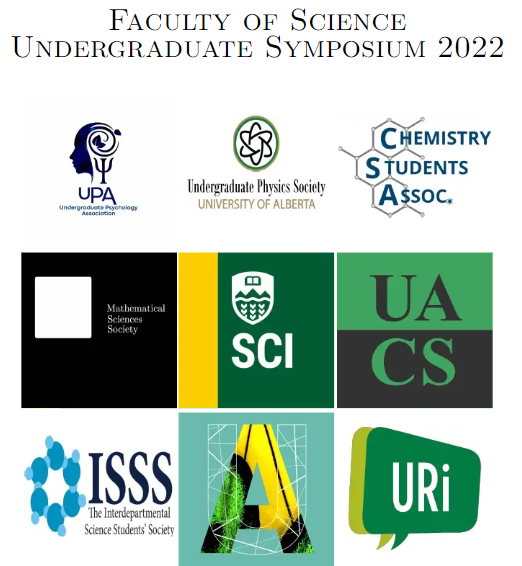 Faculty of Science
Undergraduate Symposium 2022
UPA
Undergraduate Psychology
Association
Undergraduate Physics Society
UNIVERSITY OF ALBERTA
CHEMISTRY
STUDENTS
ASSOC.
Mathematical
Sciences
Society
SCI
UA
CS
ISSS
The Interdepartmental
Science Students' Society
A
URi